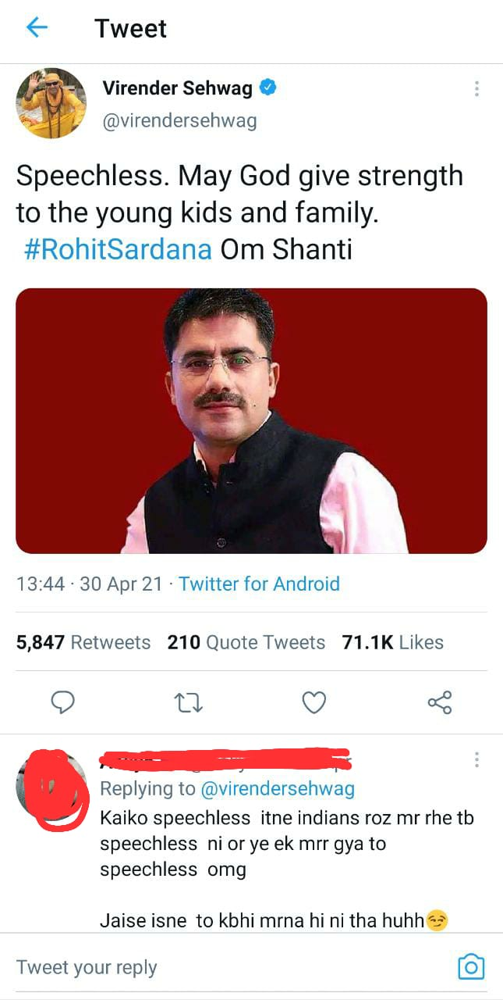 Tweet
Virender Sehwag
@virendersehwag
Speechless. May God give strength
to the young kids and family.
#RohitSardana Om Shanti
13:44 · 30 Apr 21 · Twitter for Android
5,847 Retweets 210 Quote Tweets 71.1K Likes
Replying to @virendersehwag
Kaiko speechless itne indians roz mr rhe tb
speechless ni or ye ek mrr gya to
speechless omg
Jaise isne to kbhi mrna hi ni tha huhh😏
Tweet your reply